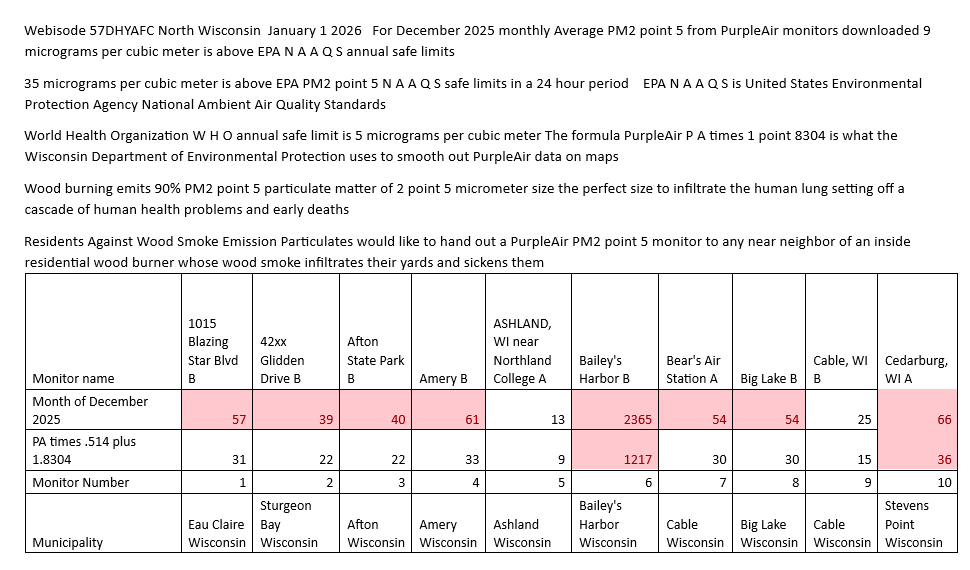 Webisode 57DHYAFC North Wisconsin  January 1 2026   For December 2025 monthly Average PM2 point 5 from PurpleAir monitors downloaded 9
micrograms per cubic meter is above EPA N A A Q S annual safe limits
35 micrograms per cubic meter is above EPA PM2 point 5 N A A Q S safe limits in a 24 hour period    EPA N A A Q S is United States Environmental
Protection Agency National Ambient Air Quality Standards
World Health Organization W H O annual safe limit is 5 micrograms per cubic meter The formula PurpleAir P A times 1 point 8304 is what the
Wisconsin Department of Environmental Protection uses to smooth out PurpleAir data on maps
Wood burning emits 90% PM2 point 5 particulate matter of 2 point 5 micrometer size the perfect size to infiltrate the human lung setting off a
cascade of human health problems and early deaths
Residents Against Wood Smoke Emission Particulates would like to hand out a PurpleAir PM2 point 5 monitor to any near neighbor of an inside
residential wood burner whose wood smoke infiltrates their yards and sickens them
Monitor name
1015
Blazing
Star Blvd
B
42xx
Glidden
Drive B
Afton
State Park
B
Amery B
ASHLAND,
WI near
Northland
College A
Bailey's
Harbor B
Bear's Air
Station A
Big Lake B
Cable, WI
B
Cedarburg,
WI A
Month of December
2025
57 39 40 61 13 2365 54 54 25 66
PA times .514 plus
1.8304
31 22 22 33 9 1217 30 30 15 36
Monitor Number 1 2 3 4 5 6 7 8 9 10
Municipality
Eau Claire
Wisconsin
Sturgeon
Bay
Wisconsin
Afton
Wisconsin
Amery
Wisconsin
Ashland
Wisconsin
Bailey's
Harbor
Wisconsin
Cable
Wisconsin
Big Lake
Wisconsin
Cable
Wisconsin
Stevens
Point
Wisconsin